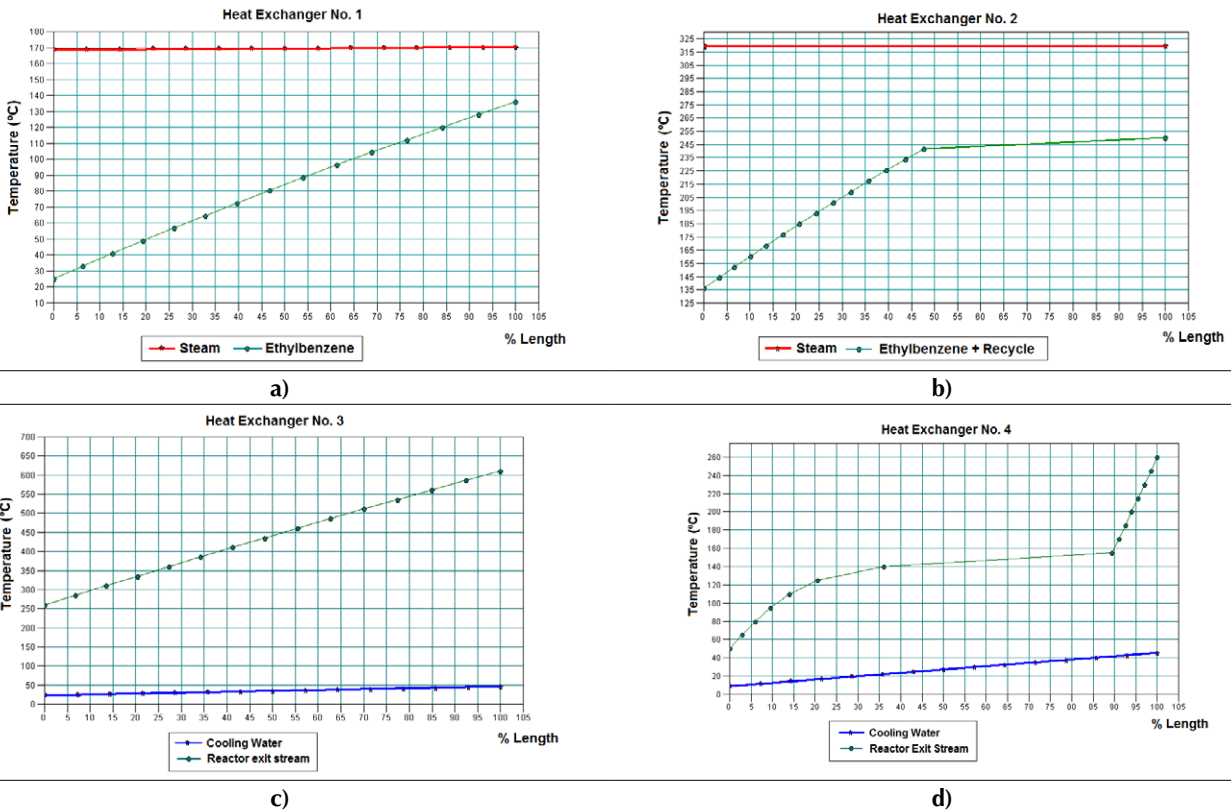 Heat Exchanger No. 1
Temperature (ºC)
180
170
160
150
140
130
120
110
100
90
80
70
60
50
40
30
20
10
0 5 10 15 20 25 30 35 40 45 50 55 60 65 70 75 80 85 90 95 100 105
% Length
Steam Ethylbenzene
a)
Heat Exchanger No. 2
Temperature (ºC)
325
315
305
295
285
275
265
255
245
235
225
215
205
195
185
175
165
155
145
135
125
0 5 10 15 20 25 30 35 40 45 50 55 60 65 70 75 80 85 90 95 100 105
% Length
Steam Ethylbenzene + Recycle
b)
Heat Exchanger No. 3
Temperature (ºC)
700
650
600
550
500
450
400
350
300
250
200
150
100
50
0
0 5 10 15 20 25 30 35 40 45 50 55 60 65 70 75 80 85 90 95 100 105
% Length
Cooling Water
Reactor exit stream
c)
Heat Exchanger No. 4
Temperature (ºC)
260
240
220
200
180
160
140
120
100
80
60
40
20
0
0 5 10 15 20 25 30 35 40 45 50 55 60 65 70 75 80 85 90 95 100 105
% Length
Cooling Water
Reactor Exit Stream
d)